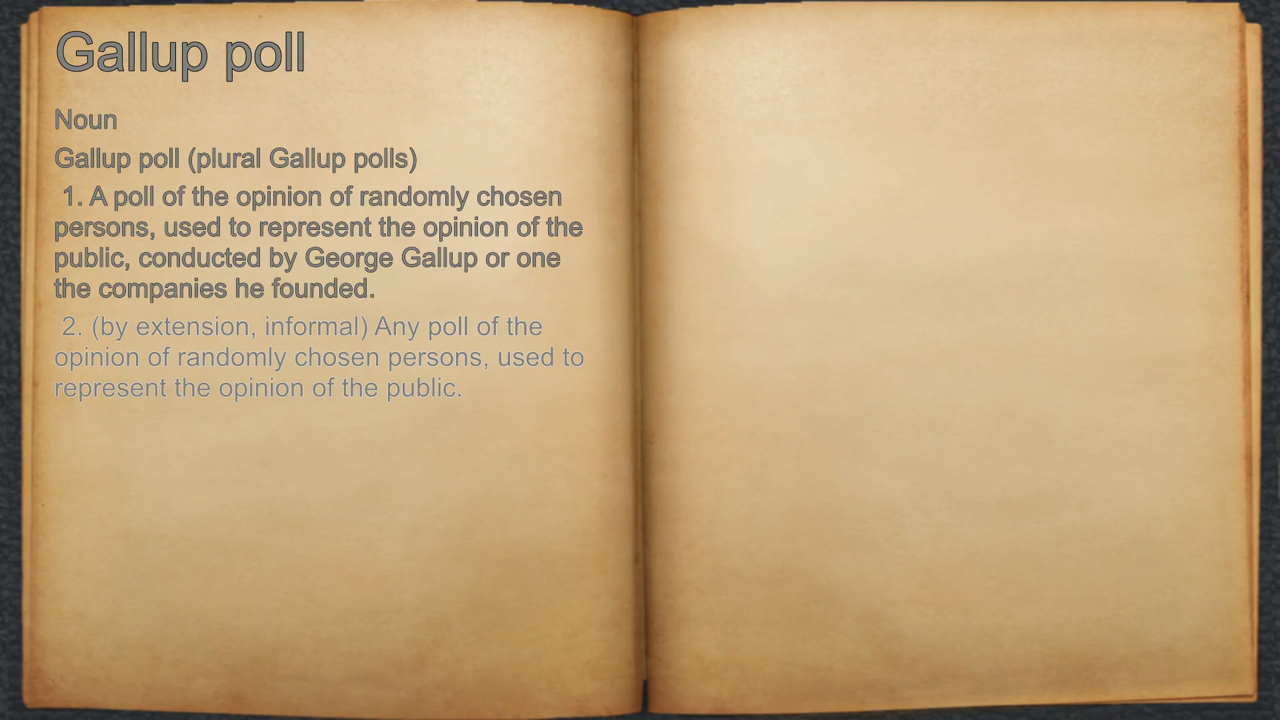 Gallup poll
Noun
Gallup poll (plural Gallup polls)
1. A poll of the opinion of randomly chosen
persons, used to represent the opinion of the
public, conducted by George Gallup or one
the companies he founded.
2. (by extension, informal) Any poll of the
opinion of randomly chosen persons, used to
represent the opinion of the public.